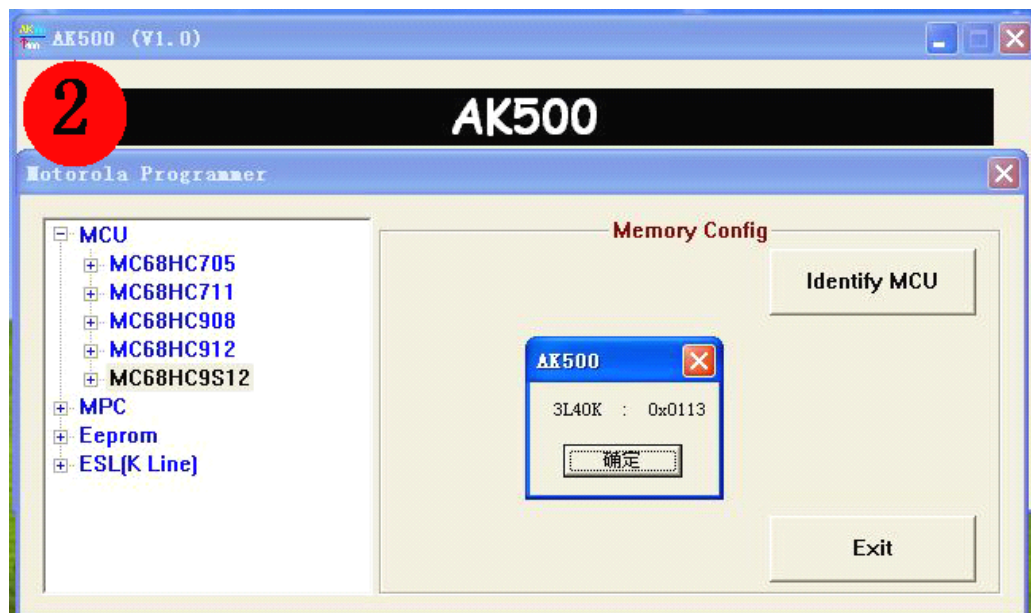 AK500 (V1.0)
2
AK500
Motorola Programmer
MCU
MC68HC705
MC68HC711
MC68HC908
MC68HC912
MC68HC9S12
MPC
Eeprom
ESL(K Line)
Memory Config
Identify MCU
AK500
3L40K : 0x0113
确定
Exit